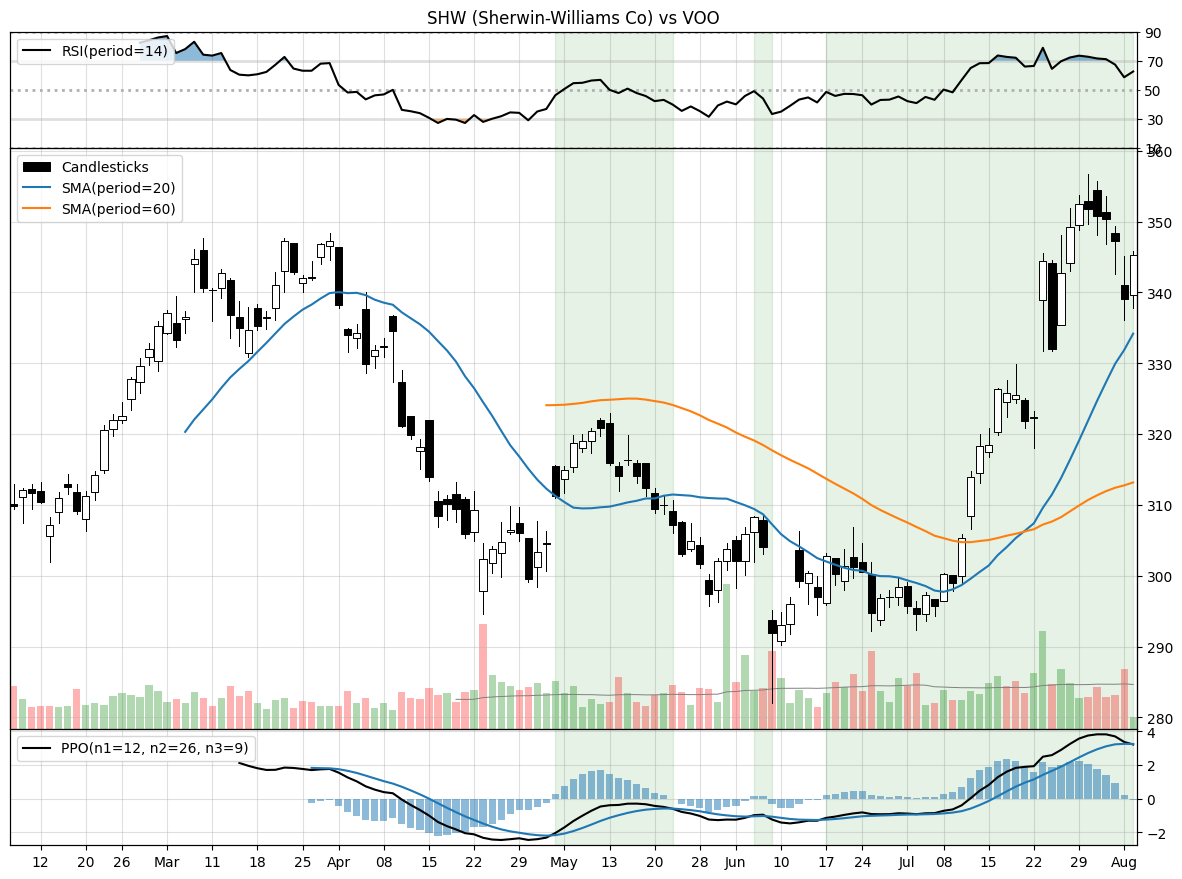 SHW (Sherwin-Williams Co) vs VOO
RSI(period=14)
90
70
50
30
10
Candlesticks
SMA(period=20)
SMA(period=60)
360
350
340
330
320
310
300
290
280
PPO(n1=12, n2=26, n3=9)
4
2
0
−2
12 20 26 Mar 11 18 25 Apr 08 15 22 29 May 13 20 28 Jun 10 17 24 Jul 08 15 22 29 Aug